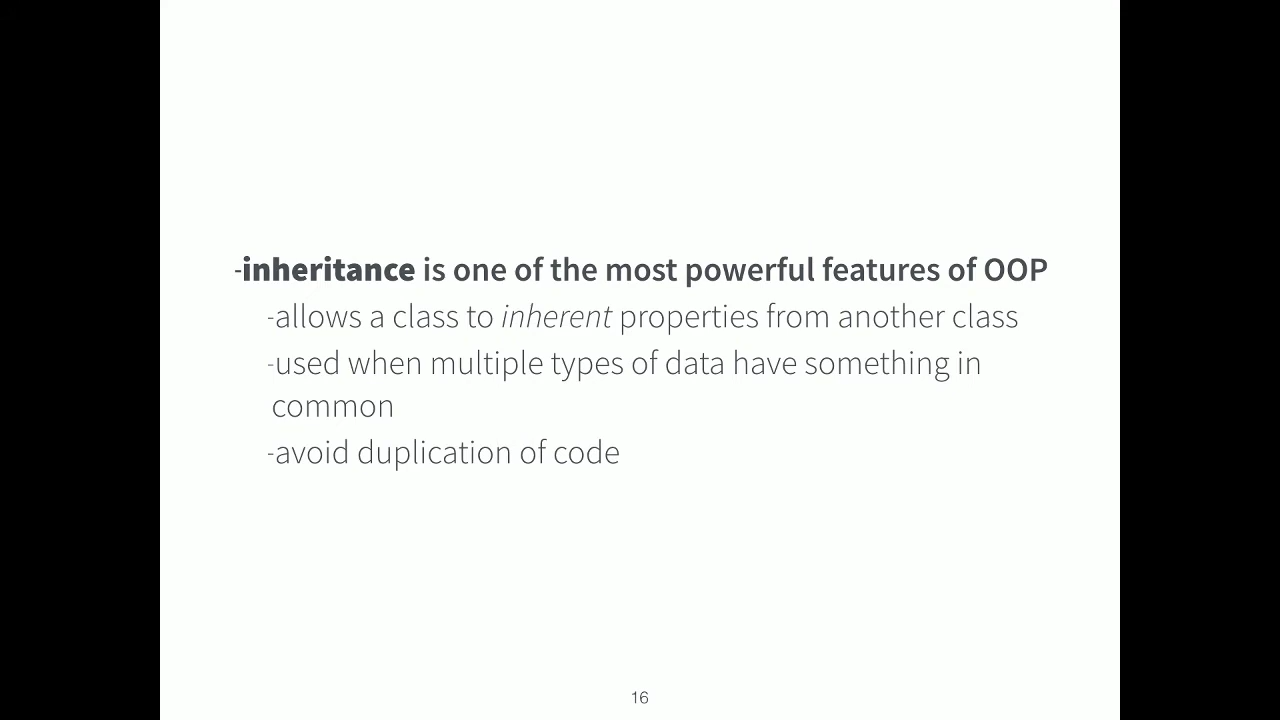 -inheritance is one of the most powerful features of OOP
-allows a class to inherent properties from another class
-used when multiple types of data have something in
common
-avoid duplication of code
16